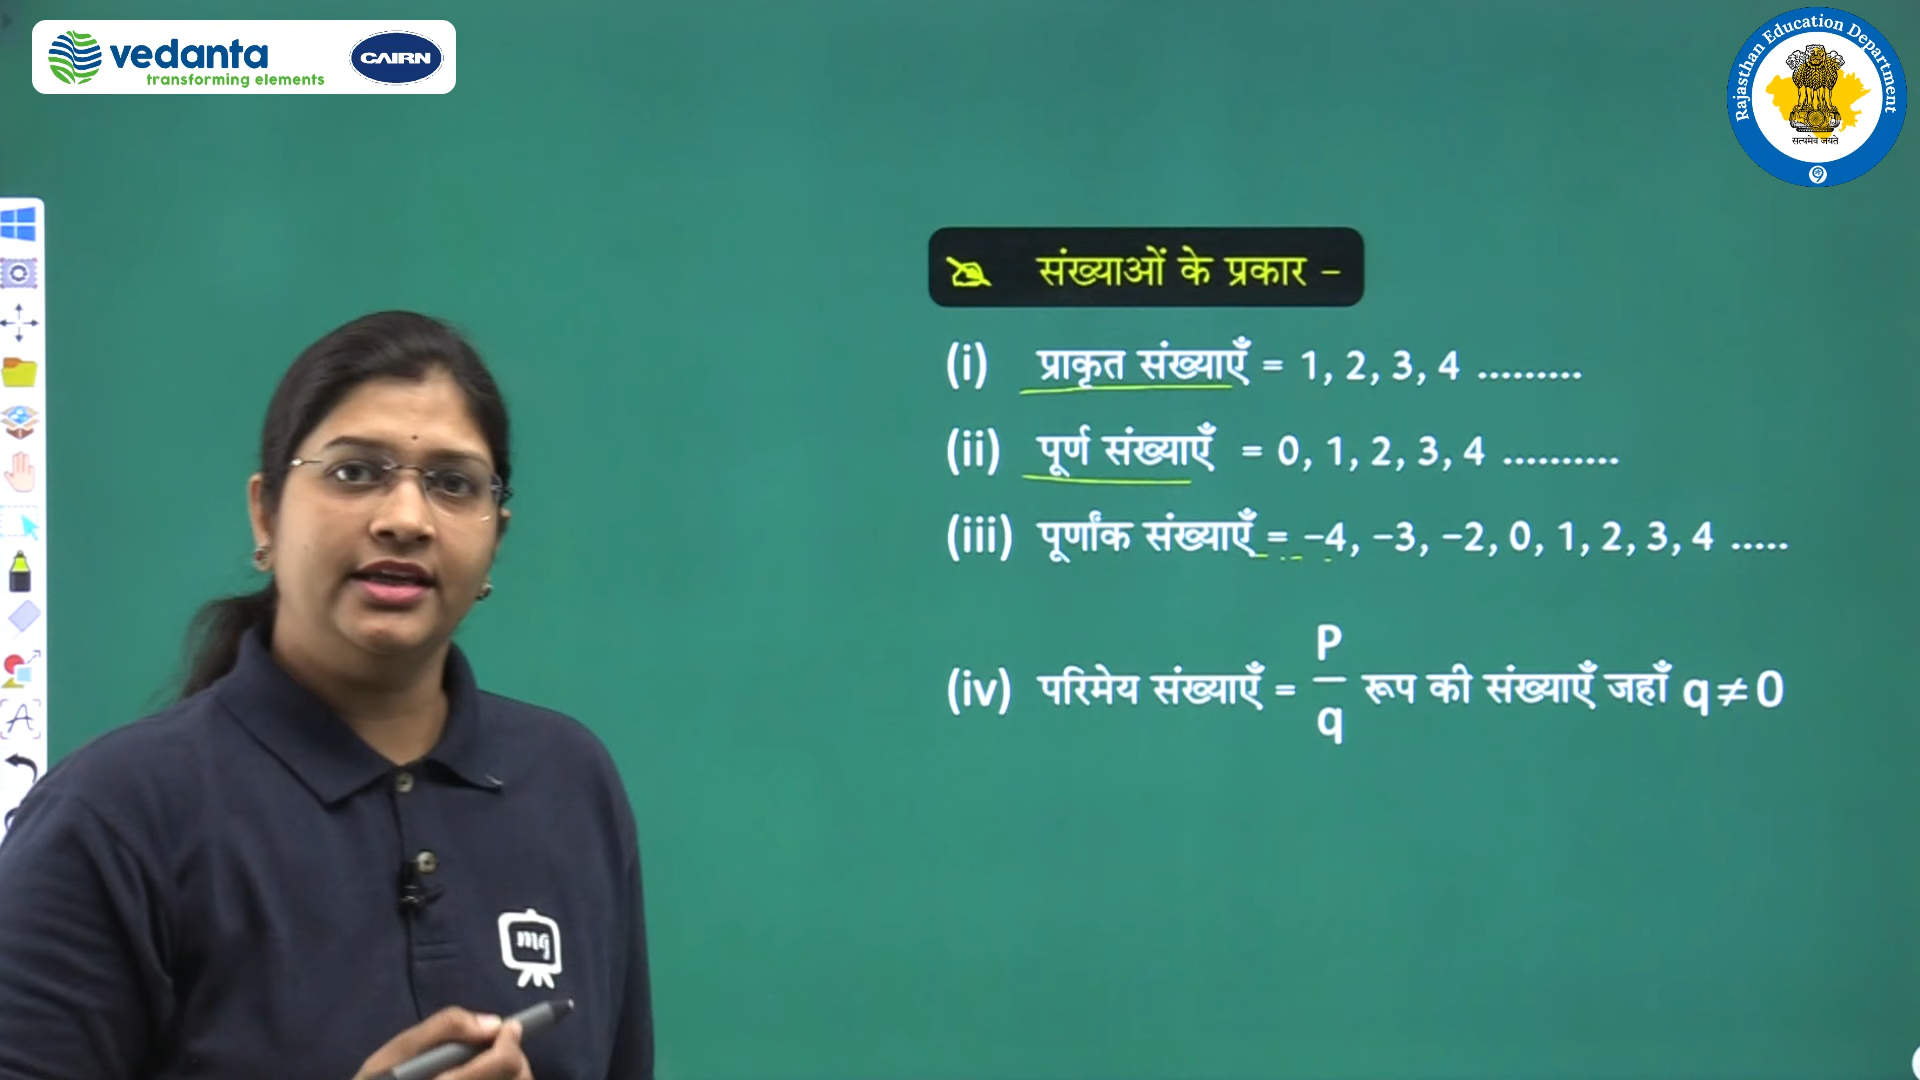 vedanta
transforming elements
CAIRN
Rajasthan Education Department
सत्यमेव जयते
संख्याओं के प्रकार –
(i) प्राकृत संख्याएँ = 1, 2, 3, 4 .........
(ii) पूर्ण संख्याएँ = 0, 1, 2, 3, 4 ..........
(iii) पूर्णांक संख्याएँ = –4, –3, –2, 0, 1, 2, 3, 4 .....
(iv) परिमेय संख्याएँ = P/q रूप की संख्याएँ जहाँ q ≠ 0
mg